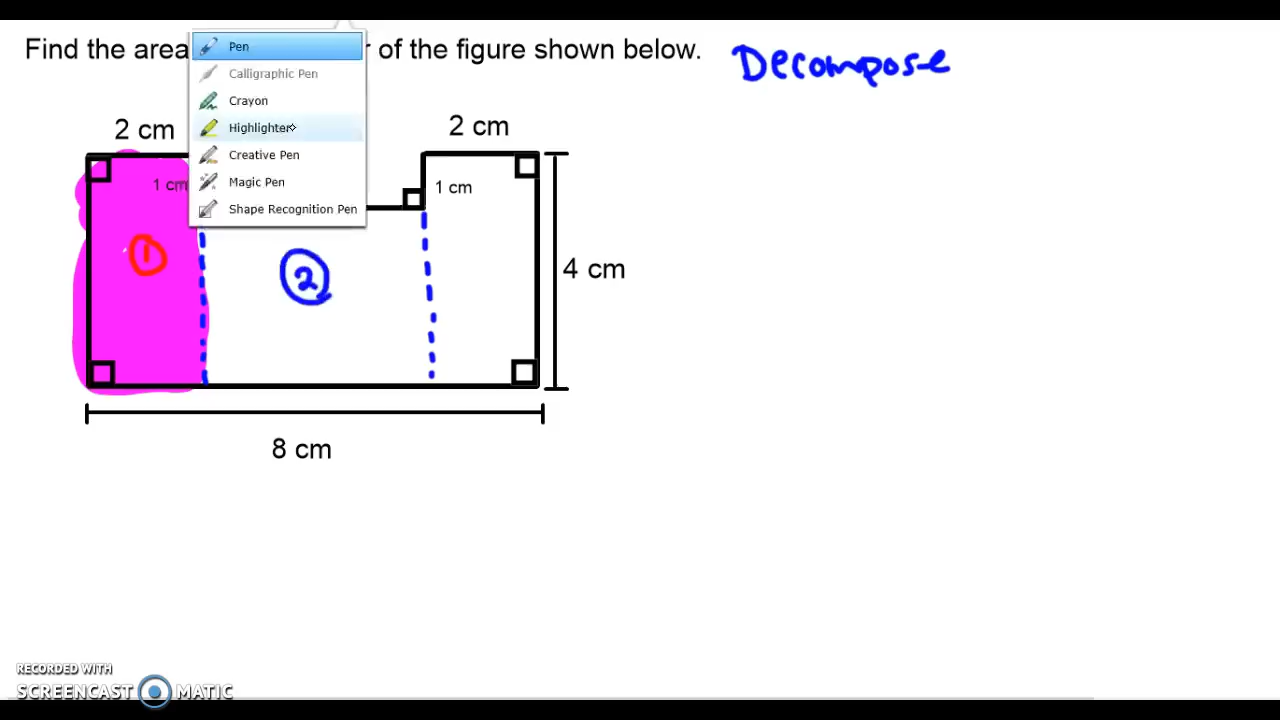 Find the area r of the figure shown below. Decompose
Pen
Calligraphic Pen
Crayon
Highlighter
Creative Pen
Magic Pen
Shape Recognition Pen
2 cm 2 cm
1 cm 1 cm
1 2
4 cm
8 cm
RECORDED WITH
SCREENCAST MATIC